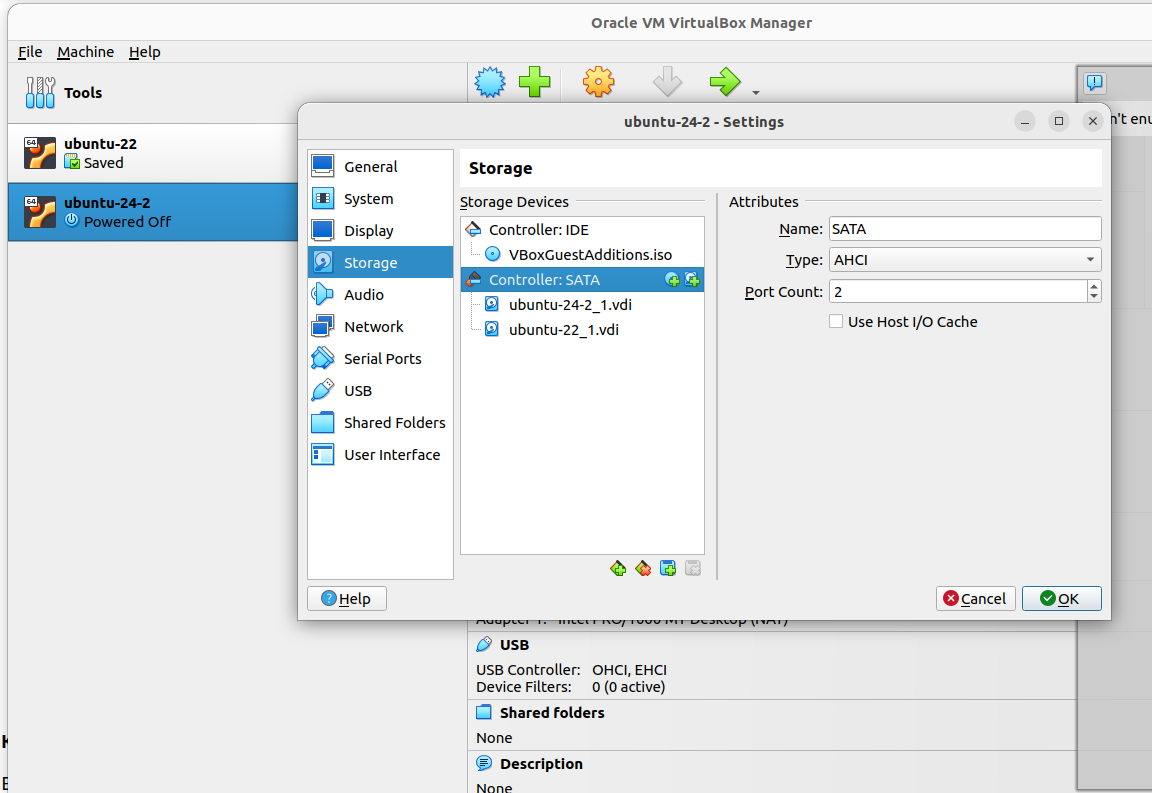 Oracle VM VirtualBox Manager
File Machine Help
Tools
64
ubuntu-22
Saved
64
ubuntu-24-2
Powered Off
n't enu
ubuntu-24-2 - Settings
General
System
Display
Storage
Audio
Network
Serial Ports
USB
Shared Folders
User Interface
Storage
Storage Devices
Controller: IDE
VBoxGuestAdditions.iso
Controller: SATA
ubuntu-24-2_1.vdi
ubuntu-22_1.vdi
Attributes
Name: SATA
Type: AHCI
Port Count: 2
Use Host I/O Cache
Help
Cancel
OK
Adapter 1: Intel PRO/1000 MT Desktop (NAT)
USB
USB Controller: OHCI, EHCI
Device Filters: 0 (0 active)
Shared folders
None
Description
None